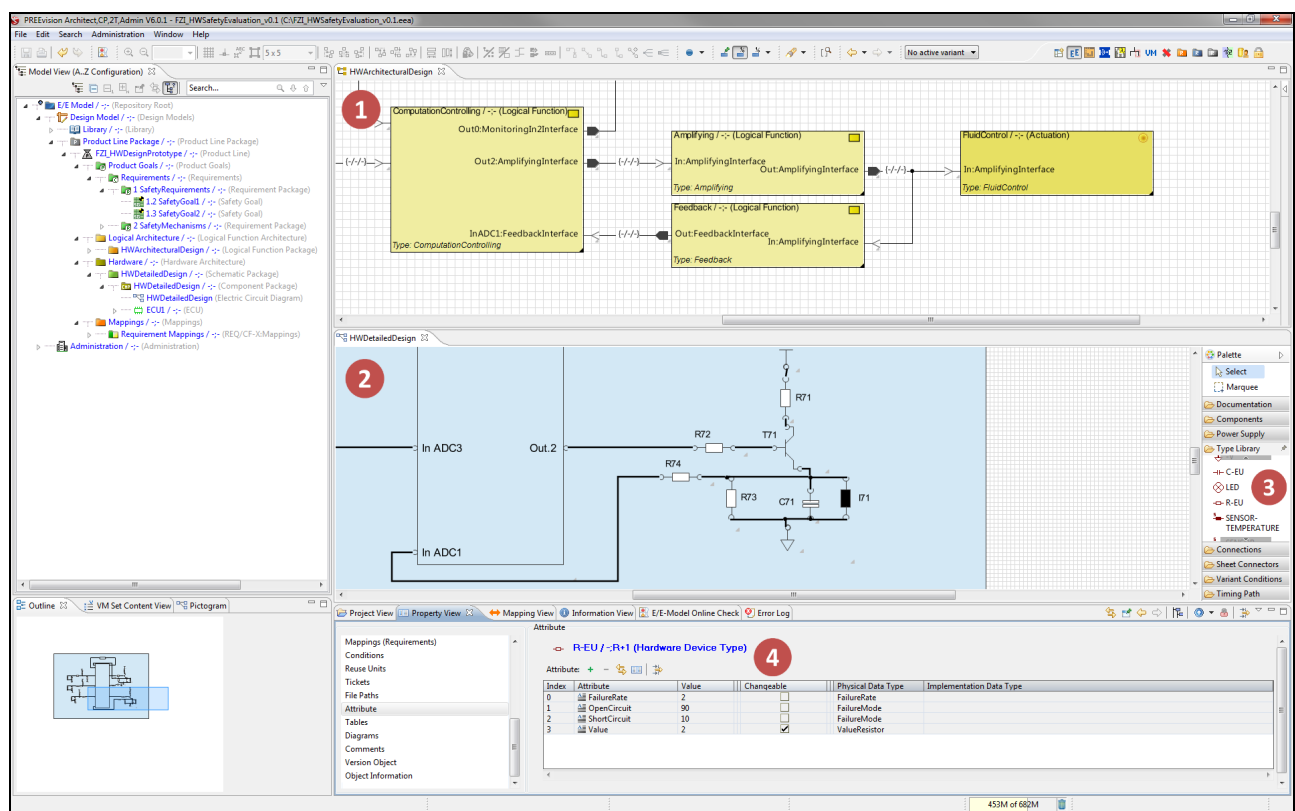 PREEvision Architect,CP,2T,Admin V6.0.1 - FZI_HWSafetyEvaluation_v0.1 (C:\FZI_HWSafetyEvaluation_v0.1.eea)
File Edit Search Administration Window Help
5 x 5
No active variant
VM
Model View (A..Z Configuration)
Search...
E/E Model / -;- (Repository Root)
Design Model / -;- (Design Models)
Library / -;- (Library)
Product Line Package / -;- (Product Line Package)
FZI_HWDesignPrototype / -;- (Product Line)
Product Goals / -;- (Product Goals)
Requirements / -;- (Requirements)
1 SafetyRequirements / -;- (Requirement Package)
1.2 SafetyGoal1 / -;- (Safety Goal)
1.3 SafetyGoal2 / -;- (Safety Goal)
2 SafetyMechanisms / -;- (Requirement Package)
Logical Architecture / -;- (Logical Function Architecture)
HWArchitecturalDesign / -;- (Logical Function Package)
Hardware / -;- (Hardware Architecture)
HWDetailedDesign / -;- (Schematic Package)
HWDetailedDesign / -;- (Component Package)
HWDetailedDesign (Electric Circuit Diagram)
ECU1 / -;- (ECU)
Mappings / -;- (Mappings)
Requirement Mappings / -;- (REQ/CF-X:Mappings)
Administration / -;- (Administration)
HWArchitecturalDesign
1
ComputationControlling / -;- (Logical Function)
Out0:MonitoringIn2Interface
Out2:AmplifyingInterface
InADC1:FeedbackInterface
Type: ComputationControlling
(-/-/-)
(-/-/-)
Amplifying / -;- (Logical Function)
In:AmplifyingInterface
Out:AmplifyingInterface
Type: Amplifying
(-/-/-)
FluidControl / -;- (Actuation)
In:AmplifyingInterface
Type: FluidControl
(-/-/-)
Feedback / -;- (Logical Function)
Out:FeedbackInterface
In:AmplifyingInterface
Type: Feedback
HWDetailedDesign
2
In ADC3
Out.2
In ADC1
R71
R72
T71
R74
R73
C71
I71
Palette
Select
Marquee
Documentation
Components
Power Supply
Type Library
C-EU
LED
R-EU
SENSOR-
TEMPERATURE
3
Connections
Sheet Connectors
Variant Conditions
Timing Path
Outline VM Set Content View Pictogram
Project View Property View Mapping View Information View E/E-Model Online Check Error Log
Attribute
Mappings (Requirements)
Conditions
Reuse Units
Tickets
File Paths
Attribute
Tables
Diagrams
Comments
Version Object
Object Information
R-EU / -;R+1 (Hardware Device Type)
4
Attribute:
Index Attribute Value Changeable Physical Data Type Implementation Data Type
0 FailureRate 2 FailureRate
1 OpenCircuit 90 FailureMode
2 ShortCircuit 10 FailureMode
3 Value 2 ValueResistor
453M of 682M